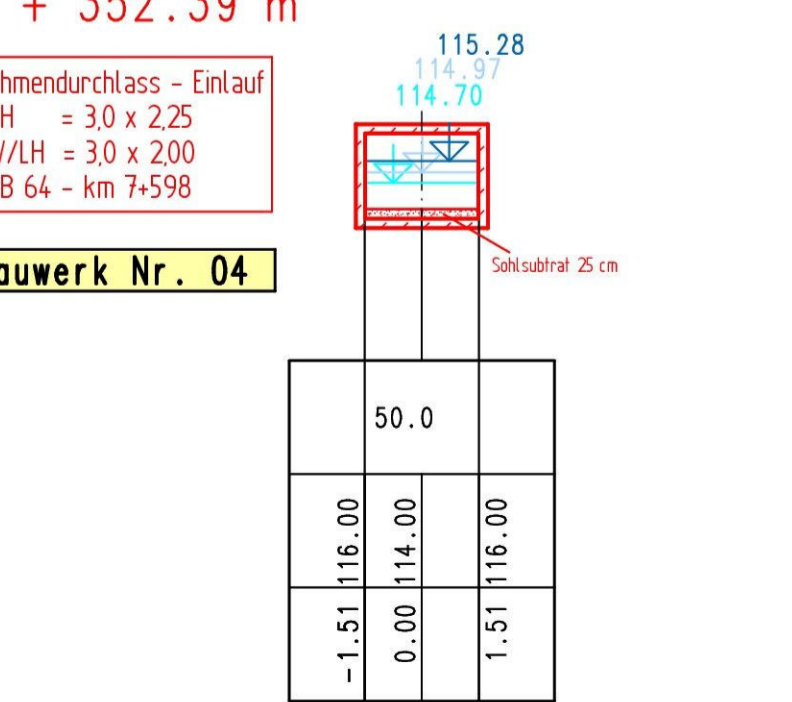 + 352.39 m
115.28
114.97
114.70
hmendurchlass - Einlauf
H = 3,0 x 2,25
/LH = 3,0 x 2,00
B 64 - km 7+598
auwerk Nr. 04
Sohlsubtrat 25 cm
50.0
116.00 114.00 116.00
-1.51 0.00 1.51